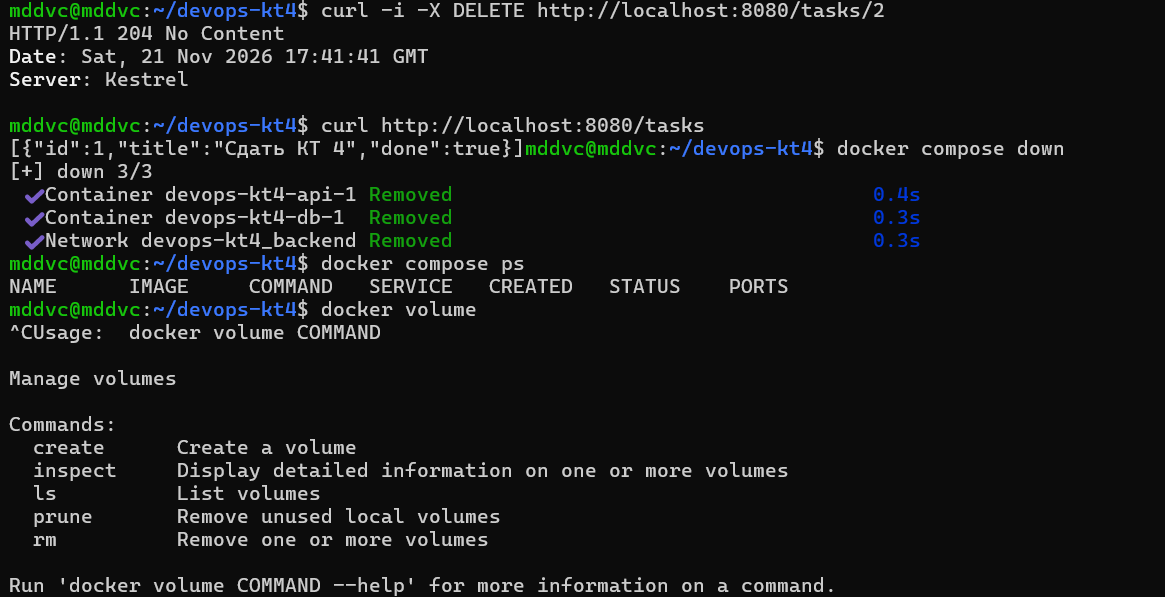 mddvc@mddvc:~/devops-kt4$ curl -i -X DELETE http://localhost:8080/tasks/2
HTTP/1.1 204 No Content
Date: Sat, 21 Nov 2026 17:41:41 GMT
Server: Kestrel
mddvc@mddvc:~/devops-kt4$ curl http://localhost:8080/tasks
[{"id":1,"title":"Сдать КТ 4","done":true}]mddvc@mddvc:~/devops-kt4$ docker compose down
[+] down 3/3
✔Container devops-kt4-api-1 Removed 0.4s
✔Container devops-kt4-db-1 Removed 0.3s
✔Network devops-kt4_backend Removed 0.3s
mddvc@mddvc:~/devops-kt4$ docker compose ps
NAME IMAGE COMMAND SERVICE CREATED STATUS PORTS
mddvc@mddvc:~/devops-kt4$ docker volume
^CUsage: docker volume COMMAND
Manage volumes
Commands:
create Create a volume
inspect Display detailed information on one or more volumes
ls List volumes
prune Remove unused local volumes
rm Remove one or more volumes
Run 'docker volume COMMAND --help' for more information on a command.